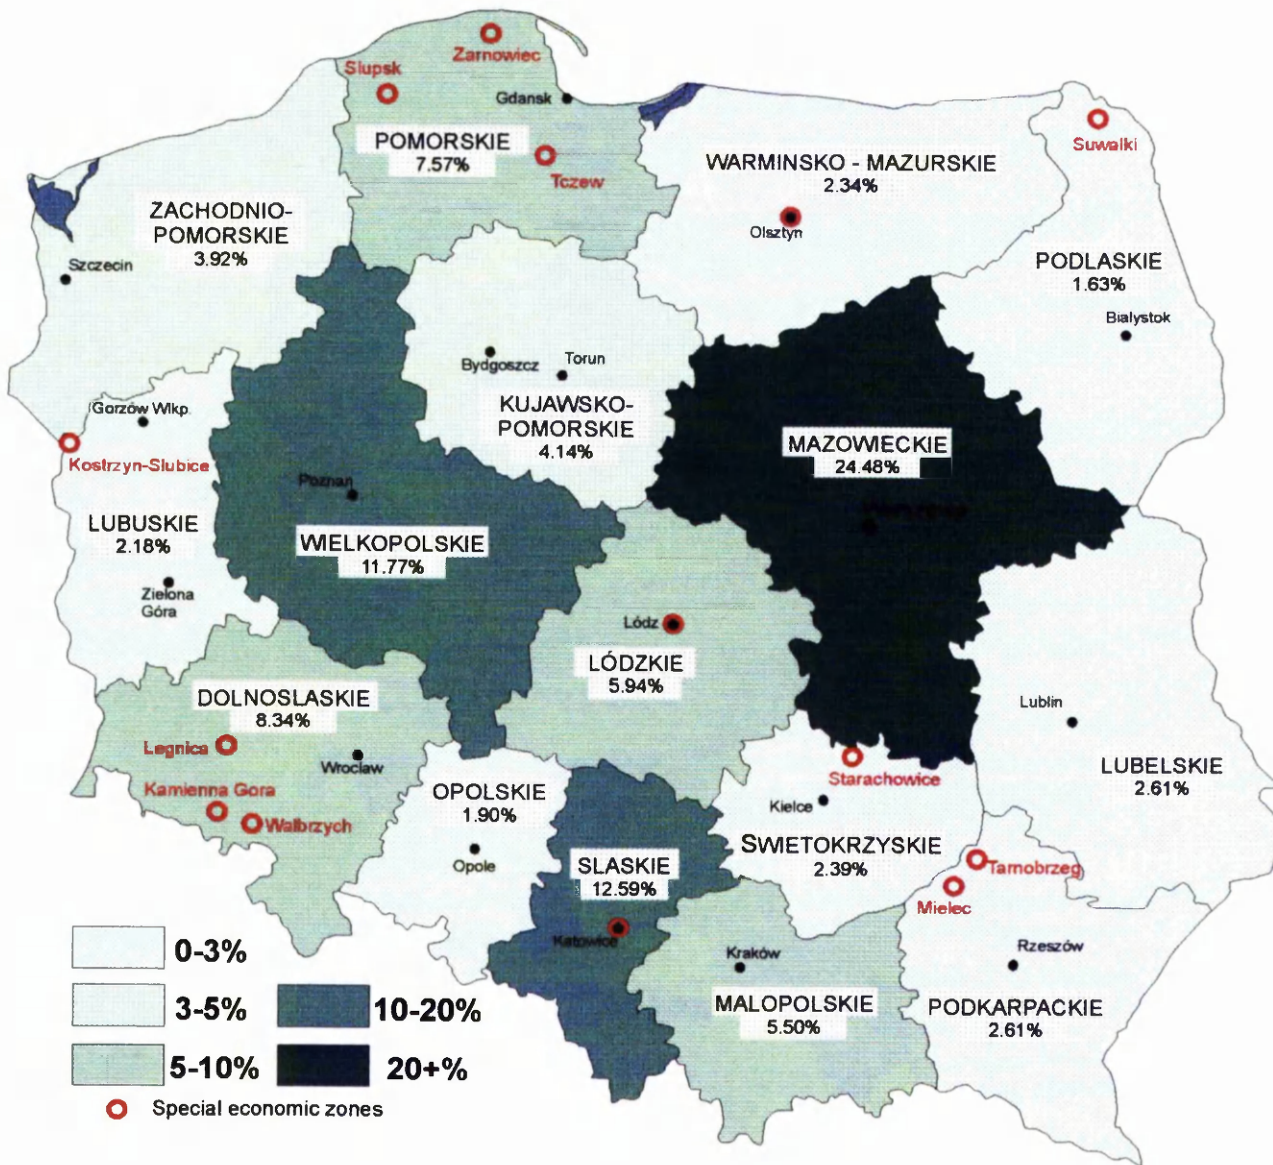 Zarnowiec
Slupsk
Gdansk
POMORSKIE
7.57%
Tczew
Suwalki
WARMINSKO - MAZURSKIE
2.34%
Olsztyn
ZACHODNIO-
POMORSKIE
3.92%
Szczecin
PODLASKIE
1.63%
Bialystok
Bydgoszcz
Torun
KUJAWSKO-
POMORSKIE
4.14%
Gorzów Wlkp.
Kostrzyn-Slubice
MAZOWIECKIE
24.48%
Poznan
LUBUSKIE
2.18%
WIELKOPOLSKIE
11.77%
Zielona
Góra
Lódz
LÓDZKIE
5.94%
DOLNOSLASKIE
8.34%
Legnica
Wroclaw
Lublin
Kamienna Gora
Walbrzych
OPOLSKIE
1.90%
Opole
Starachowice
Kielce
LUBELSKIE
2.61%
SWIETOKRZYSKIE
2.39%
SLASKIE
12.59%
Tarnobrzeg
Mielec
Katowice
Kraków
Rzeszów
MALOPOLSKIE
5.50%
PODKARPACKIE
2.61%
0-3%
3-5%
10-20%
5-10%
20+%
Special economic zones